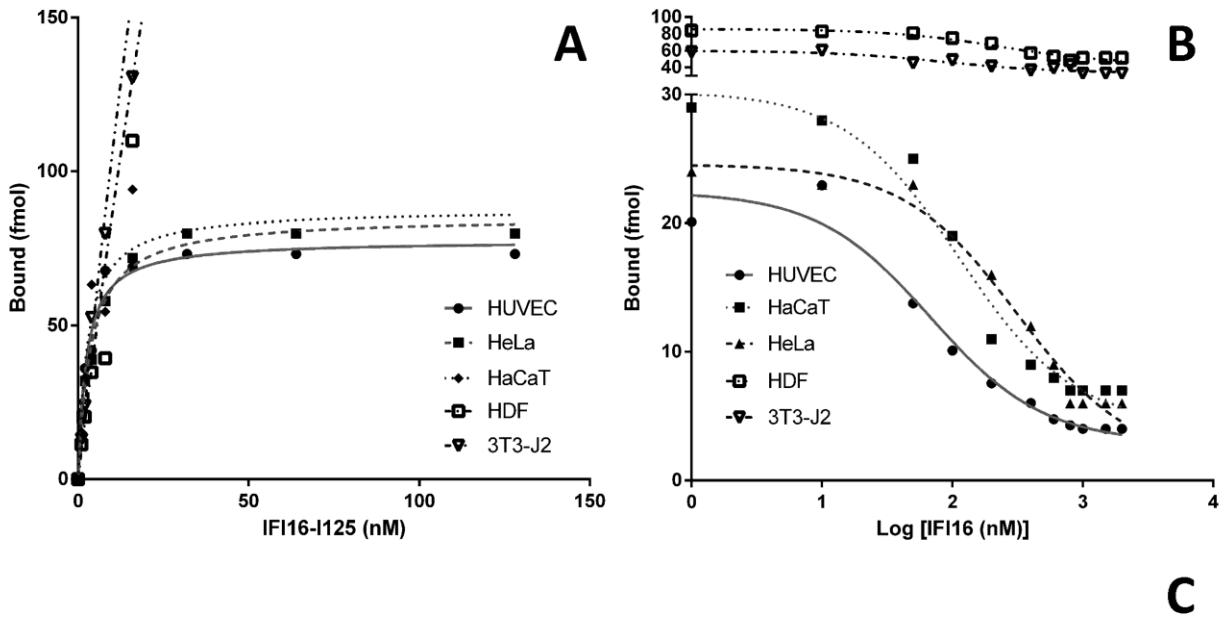 A
150
100
50
0
Bound (fmol)
HUVEC
HeLa
HaCaT
HDF
3T3-J2
0
50
100
150
IFI16-I125 (nM)
B
100
80
60
40
30
20
10
0
Bound (fmol)
HUVEC
HaCaT
HeLa
HDF
3T3-J2
0
1
2
3
4
Log [IFI16 (nM)]
C